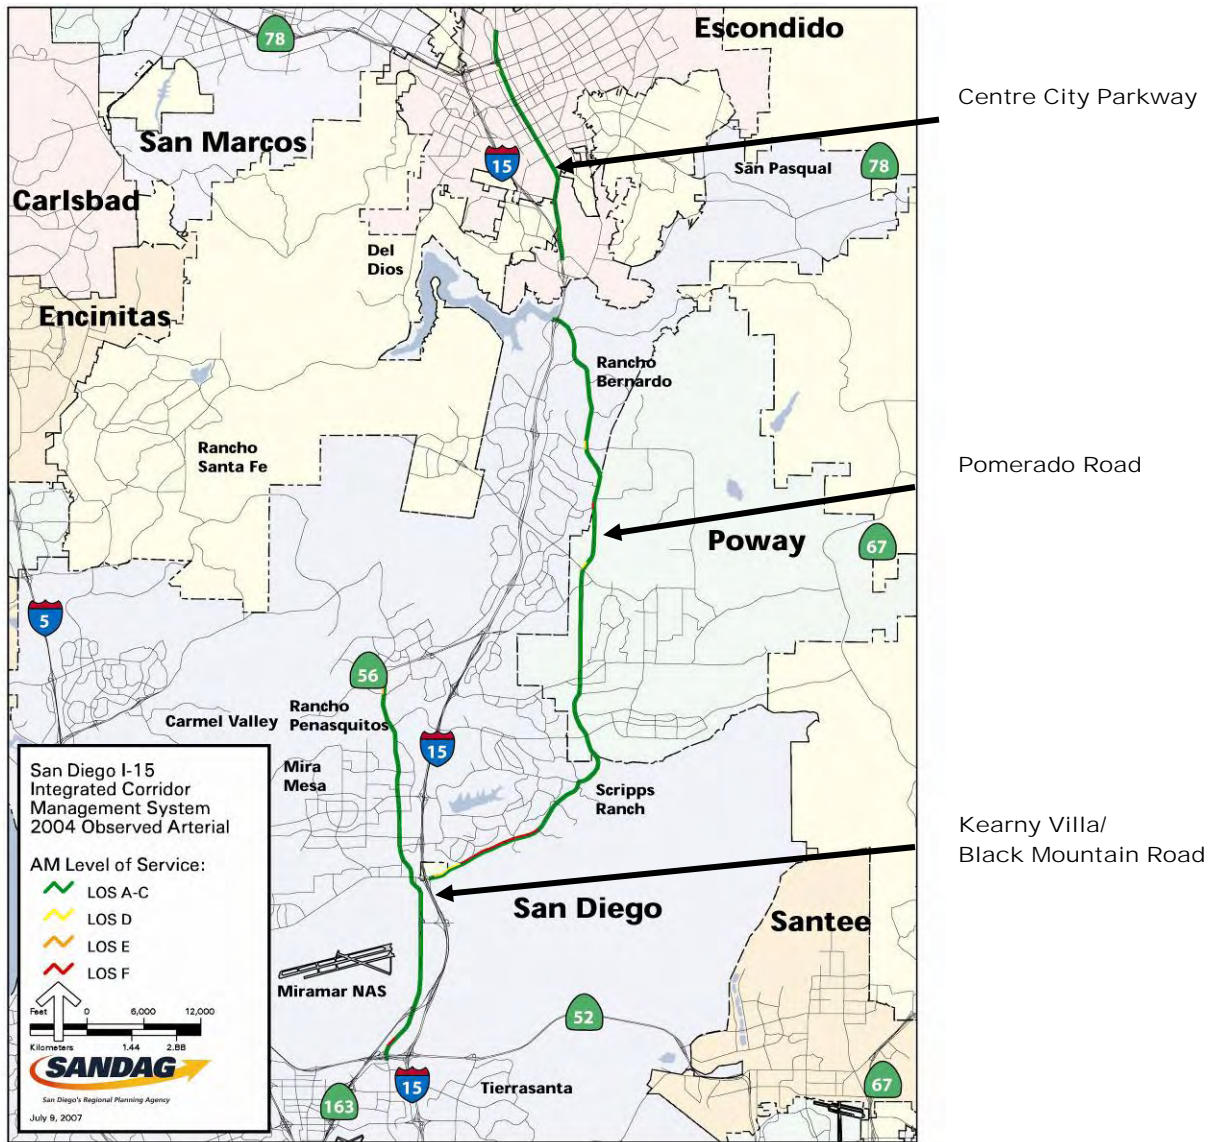 Escondido
78
Centre City Parkway
San Marcos
15
San Pasqual
78
Carlsbad
Del
Dios
Encinitas
Rancho
Bernardo
Rancho
Santa Fe
Pomerado Road
Poway
67
5
56
Rancho
Penasquitos
Carmel Valley
15
Mira
Mesa
Scripps
Ranch
Kearny Villa/
Black Mountain Road
San Diego
Santee
Miramar NAS
52
Tierrasanta
15
163
67
San Diego I-15
Integrated Corridor
Management System
2004 Observed Arterial
AM Level of Service:
LOS A-C
LOS D
LOS E
LOS F
Feet 0 6,000 12,000
Kilometers 1.44 2.88
SANDAG
San Diego's Regional Planning Agency
July 9, 2007